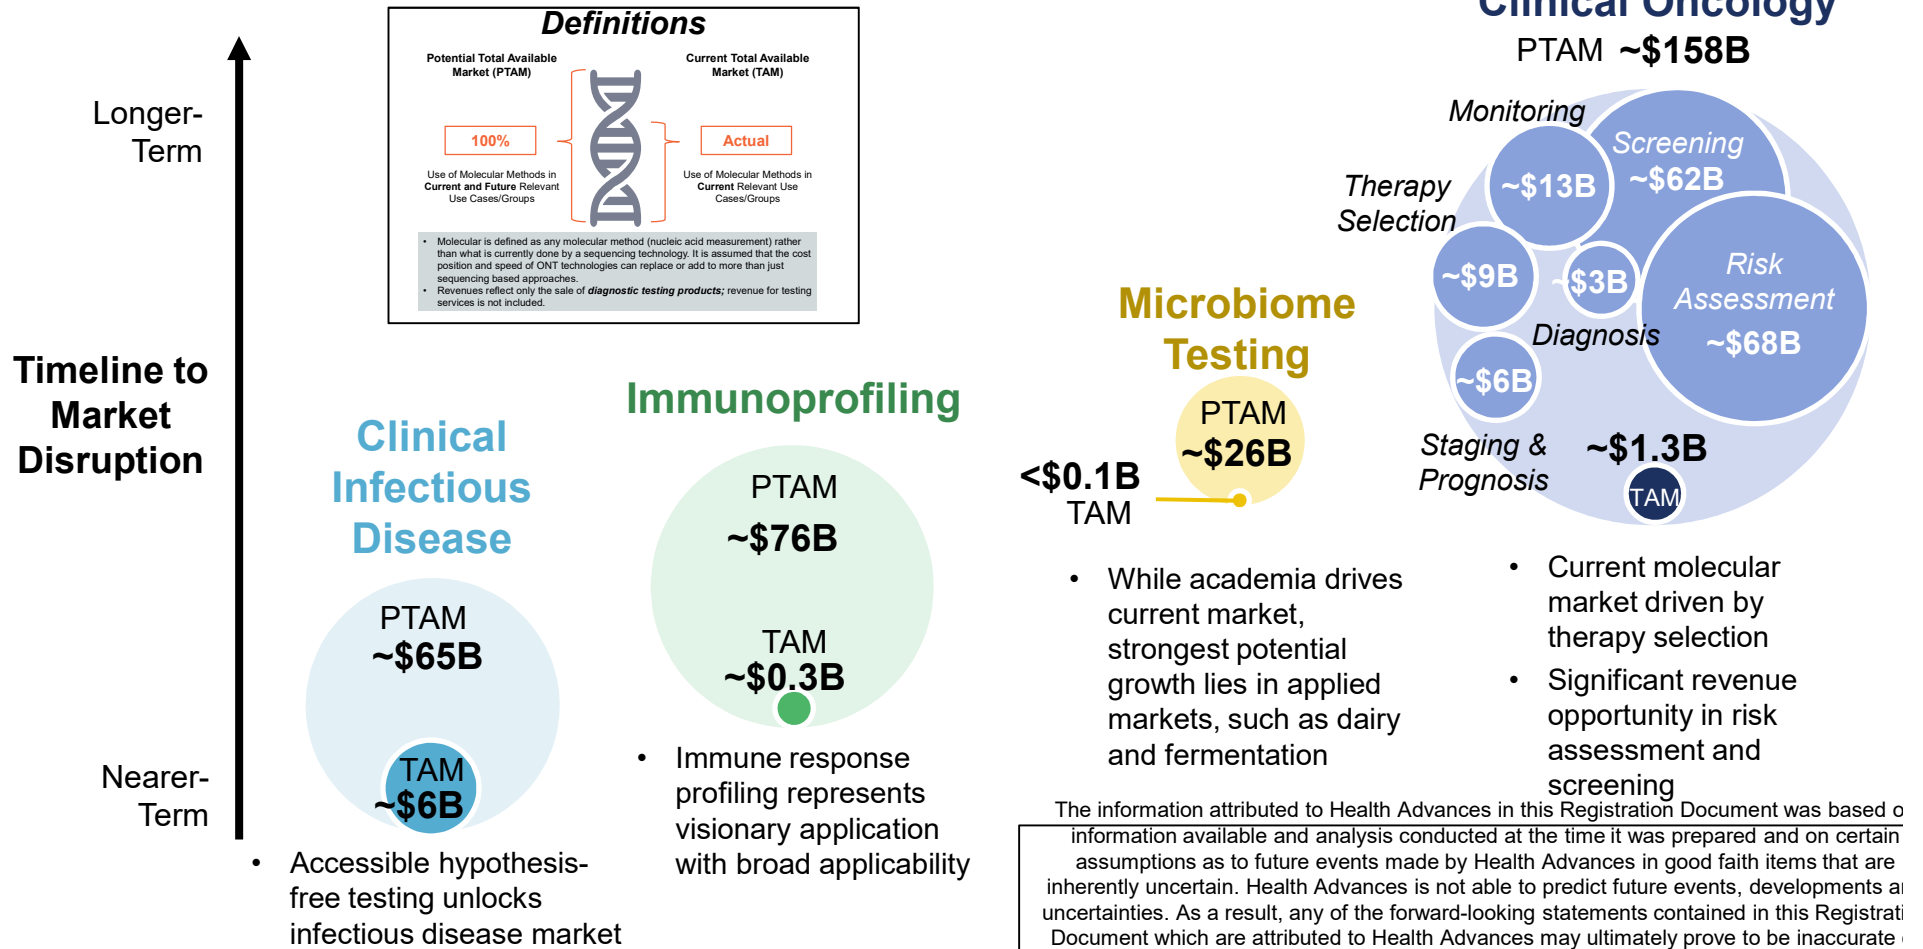 Definitions
Potential Total Available
Market (PTAM)
Current Total Available
Market (TAM)
100%
Actual
Use of Molecular Methods in
Current and Future Relevant
Use Cases/Groups
Use of Molecular Methods in
Current Relevant Use
Cases/Groups
• Molecular is defined as any molecular method (nucleic acid measurement) rather
than what is currently done by a sequencing technology. It is assumed that the cost
position and speed of ONT technologies can replace or add to more than just
sequencing based approaches.
• Revenues reflect only the sale of diagnostic testing products; revenue for testing
services is not included.
Longer-
Term
Timeline to
Market
Disruption
Nearer-
Term
Clinical
Infectious
Disease
PTAM
~$65B
TAM
~$6B
• Accessible hypothesis-
free testing unlocks
infectious disease market
Immunoprofiling
PTAM
~$76B
TAM
~$0.3B
• Immune response
profiling represents
visionary application
with broad applicability
Microbiome
Testing
PTAM
~$26B
<$0.1B
TAM
• While academia drives
current market,
strongest potential
growth lies in applied
markets, such as dairy
and fermentation
Clinical Oncology
PTAM ~$158B
Monitoring
~$13B
Screening
~$62B
Therapy
Selection
~$9B
~$3B
Diagnosis
Risk
Assessment
~$68B
~$6B
Staging &
Prognosis
~$1.3B
TAM
• Current molecular
market driven by
therapy selection
• Significant revenue
opportunity in risk
assessment and
screening
The information attributed to Health Advances in this Registration Document was based
information available and analysis conducted at the time it was prepared and on certain
assumptions as to future events made by Health Advances in good faith items that are
inherently uncertain. Health Advances is not able to predict future events, developments
uncertainties. As a result, any of the forward-looking statements contained in this
Document which are attributed to Health Advances may ultimately prove to be inaccurate